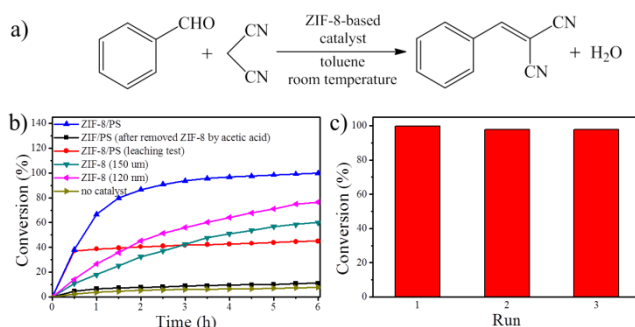 a)
CHO
+
CN
CN
ZIF-8-based
catalyst
toluene
room temperature
CN
CN
+ H₂O
b)
140
120
100
80
60
40
20
0
Conversion (%)
ZIF-8/PS
ZIF/PS (after removed ZIF-8 by acetic acid)
ZIF-8/PS (leaching test)
ZIF-8 (150 um)
ZIF-8 (120 nm)
no catalyst
0 1 2 3 4 5 6
Time (h)
c)
100
80
60
40
20
0
Conversion (%)
1 2 3
Run